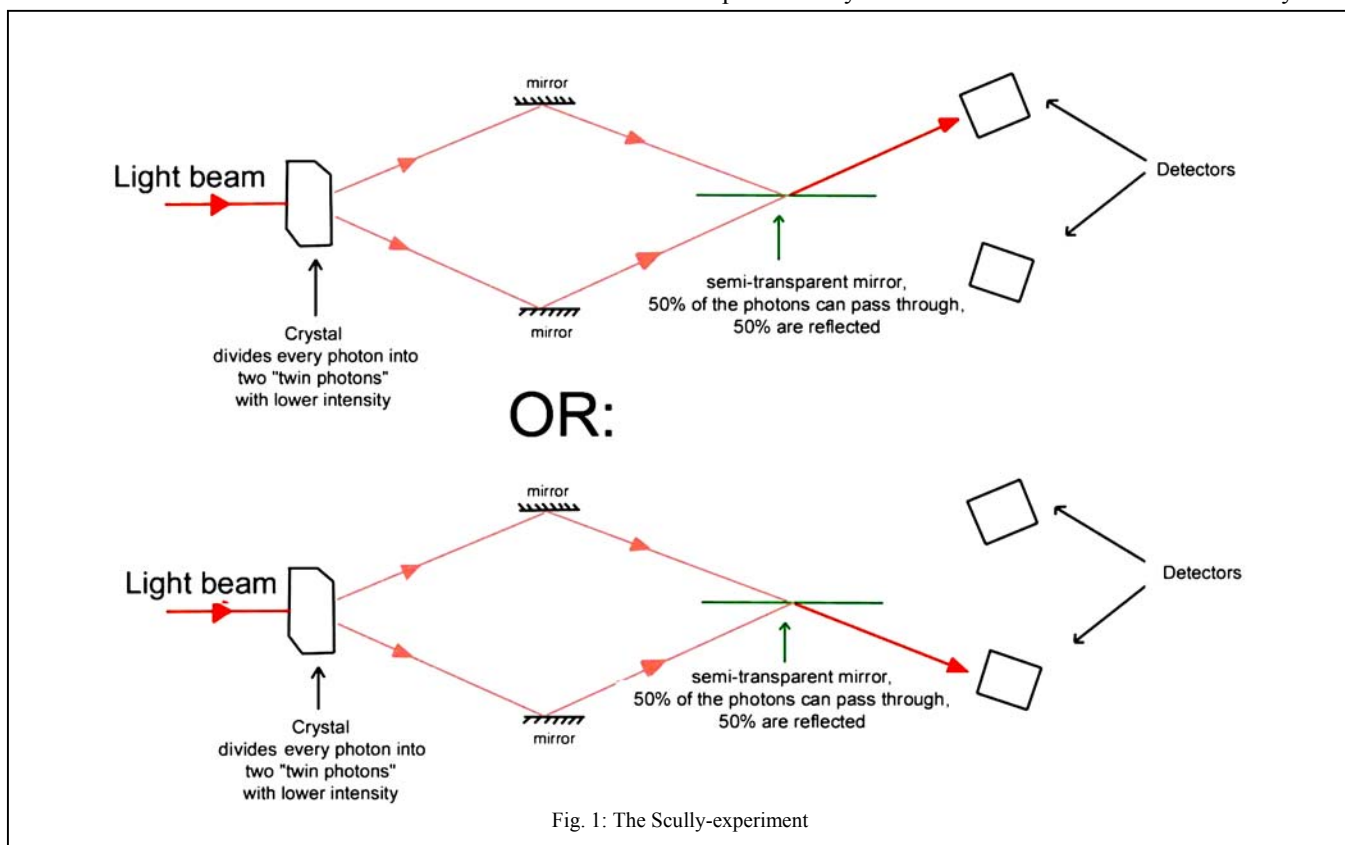 mirror
Light beam
Detectors
Crystal
divides every photon into
two "twin photons"
with lower intensity
mirror
semi-transparent mirror,
50% of the photons can pass through,
50% are reflected
OR:
mirror
Light beam
Detectors
Crystal
divides every photon into
two "twin photons"
with lower intensity
mirror
semi-transparent mirror,
50% of the photons can pass through,
50% are reflected
Fig. 1: The Scully-experiment